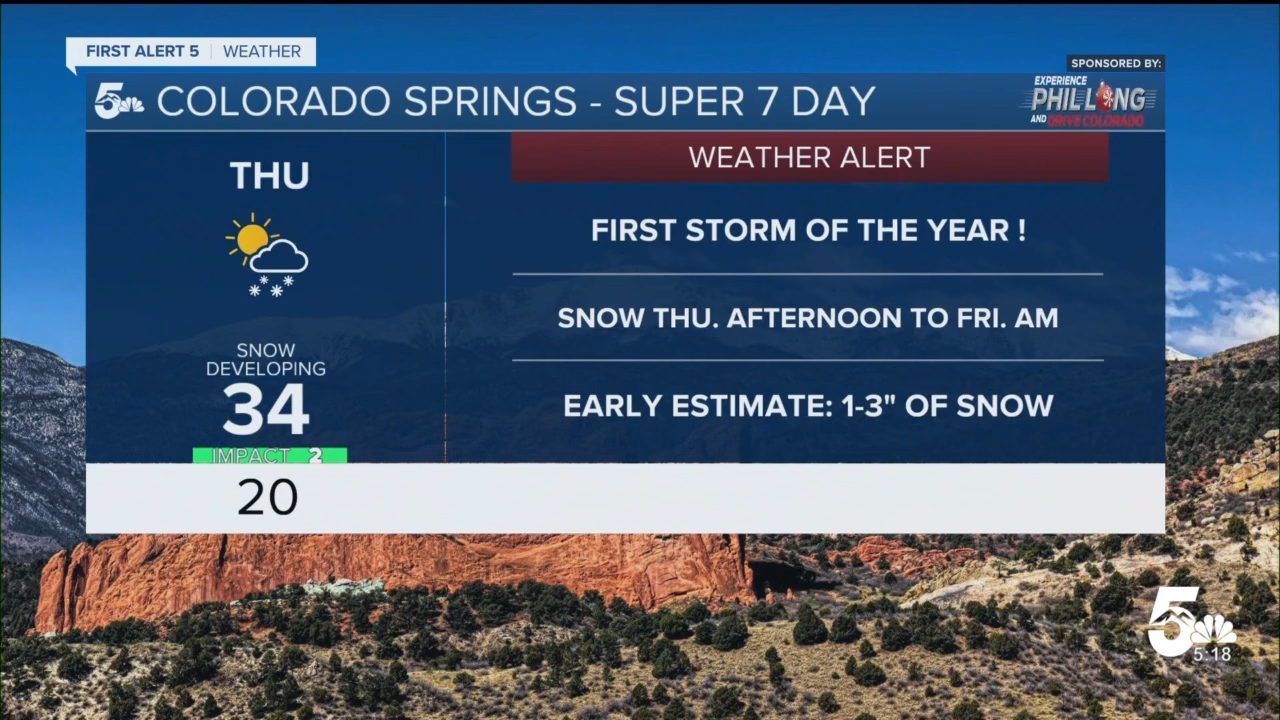 FIRST ALERT 5 | WEATHER
SPONSORED BY:
5 COLORADO SPRINGS - SUPER 7 DAY
EXPERIENCE
PHIL LONG
AND DRIVE COLORADO
THU
SNOW
DEVELOPING
34
IMPACT 2
20
WEATHER ALERT
FIRST STORM OF THE YEAR !
SNOW THU. AFTERNOON TO FRI. AM
EARLY ESTIMATE: 1-3" OF SNOW
5
5:18